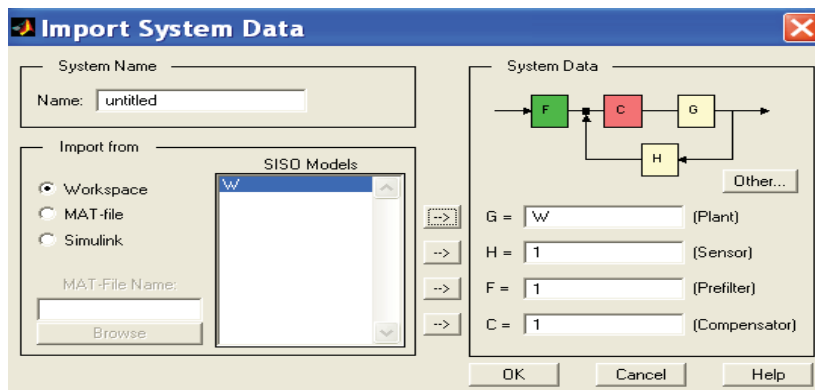 Import System Data
System Name
Name: untitled
Import from
Workspace
MAT-file
Simulink
MAT-File Name:
Browse
SISO Models
W
-->
-->
-->
-->
System Data
F
C
G
H
Other...
G = W (Plant)
H = 1 (Sensor)
F = 1 (Prefilter)
C = 1 (Compensator)
OK
Cancel
Help